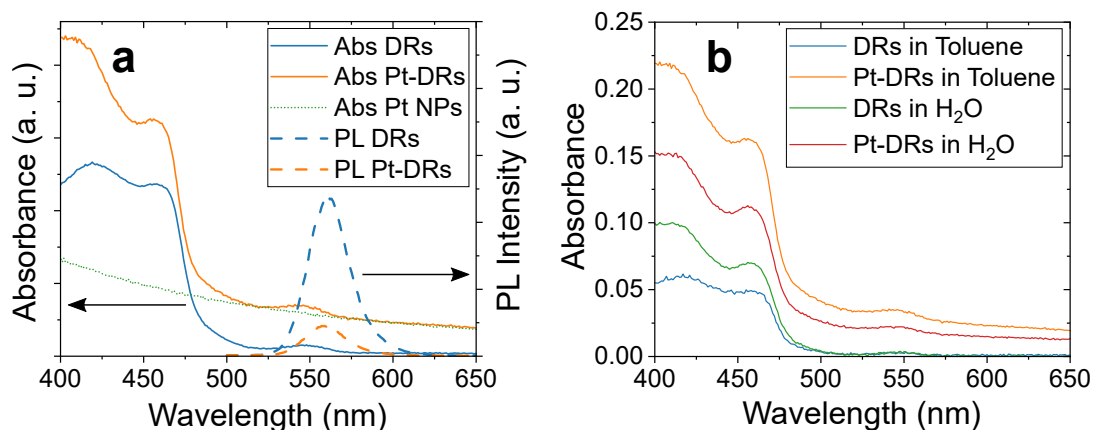 a
Abs DRs
Abs Pt-DRs
Abs Pt NPs
PL DRs
PL Pt-DRs
Absorbance (a. u.)
PL Intensity (a. u.)
400 450 500 550 600 650
Wavelength (nm)
b
DRs in Toluene
Pt-DRs in Toluene
DRs in H₂O
Pt-DRs in H₂O
Absorbance
0.25
0.20
0.15
0.10
0.05
0.00
400 450 500 550 600 650
Wavelength (nm)